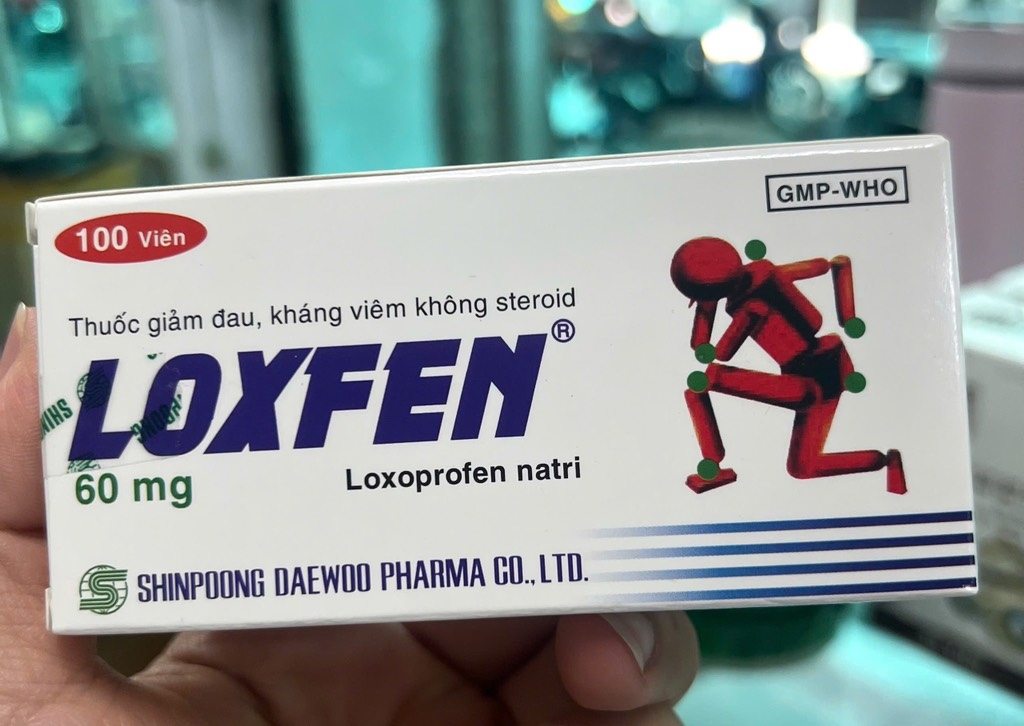 GMP-WHO
100 Viên
Thuốc giảm đau, kháng viêm không steroid
LOXFEN®
60 mg
Loxoprofen natri
SHINPOONG DAEWOO PHARMA CO., LTD.